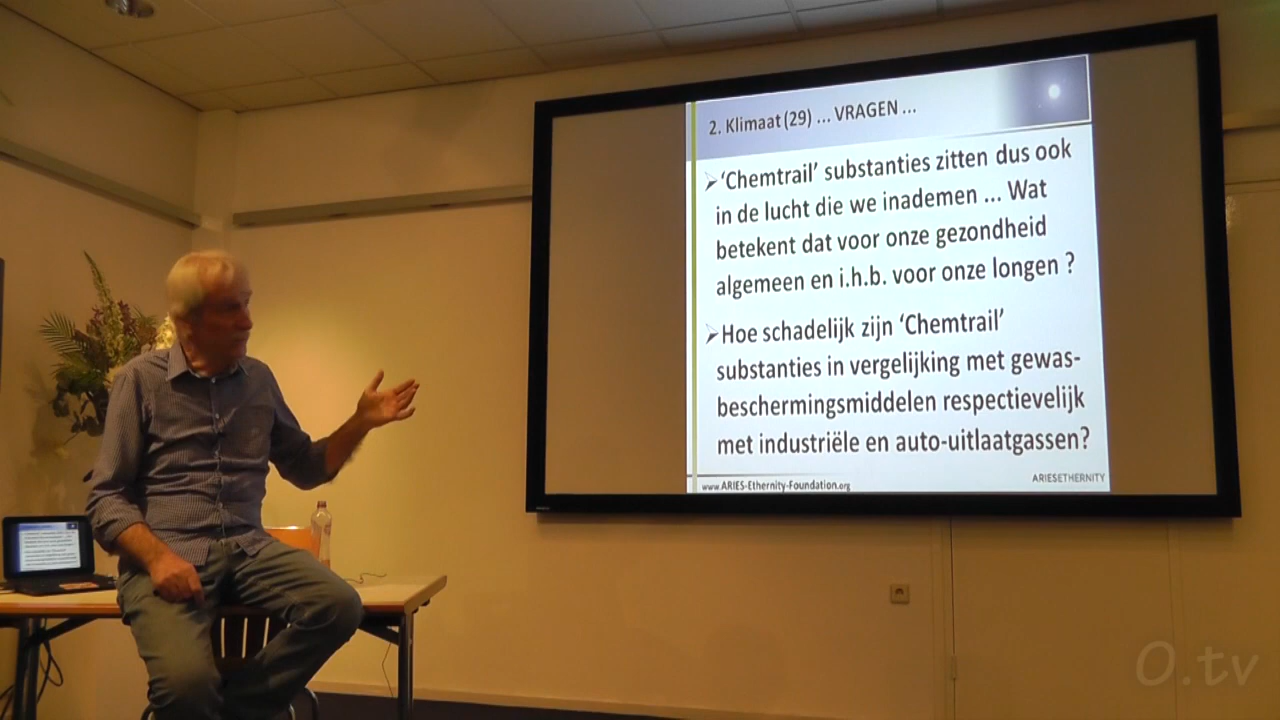 2. Klimaat (29) ... VRAGEN ...
➢ 'Chemtrail' substanties zitten dus ook
in de lucht die we inademen ... Wat
betekent dat voor onze gezondheid
algemeen en i.h.b. voor onze longen ?
➢ Hoe schadelijk zijn 'Chemtrail'
substanties in vergelijking met gewas-
beschermingsmiddelen respectievelijk
met industriële en auto-uitlaatgassen?
www.ARIES-Ethernity-Foundation.org
ARIESETHERNITY
O.tv